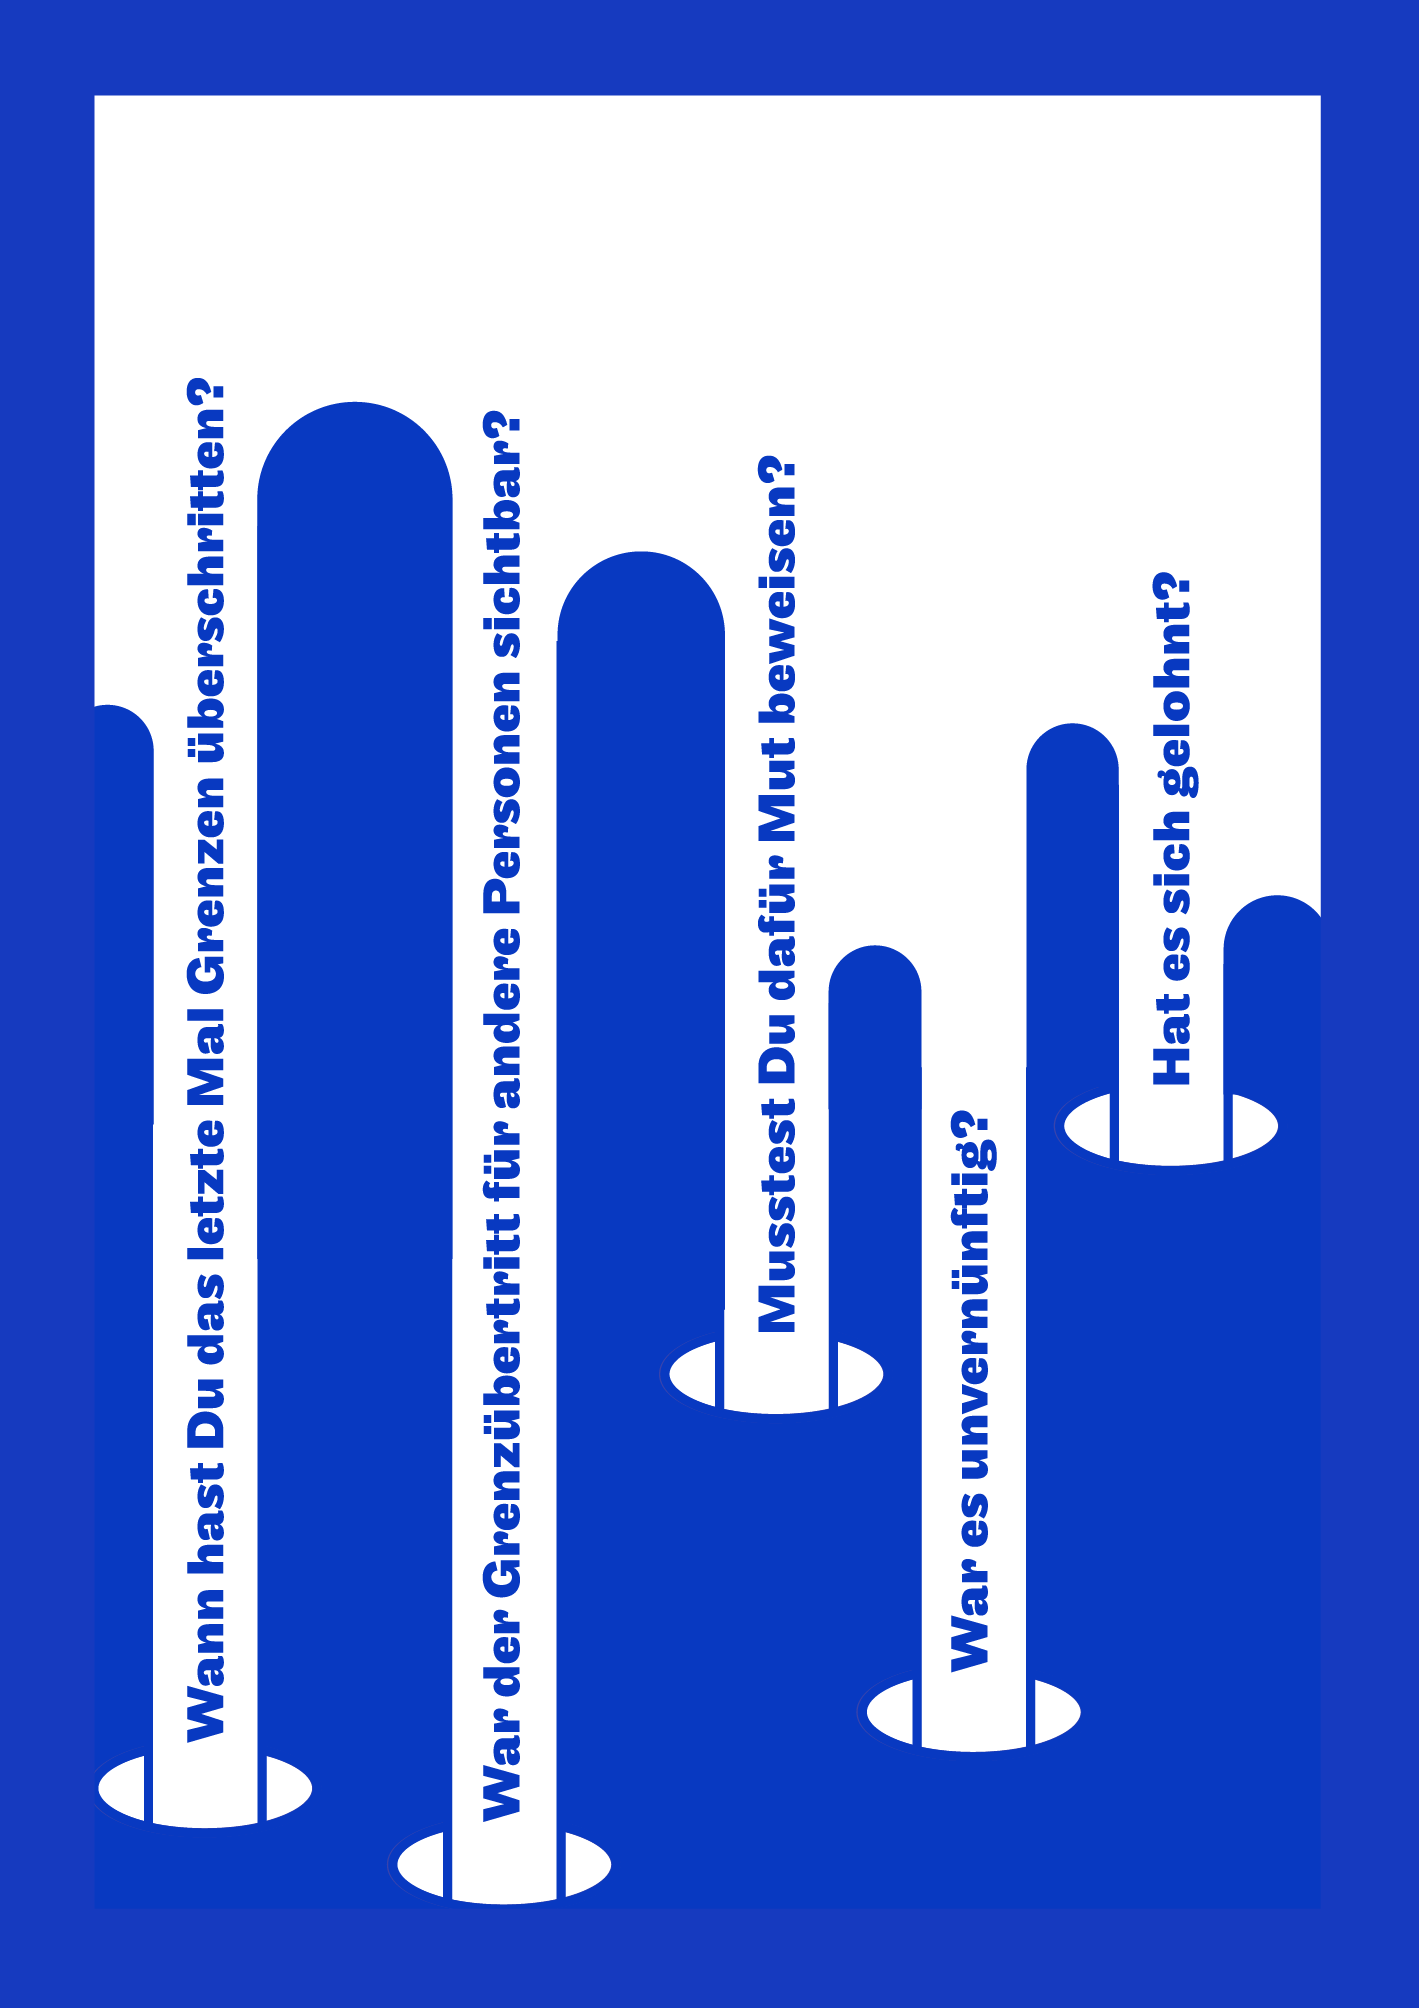 Wann hast Du das letzte Mal Grenzen überschritten?
War der Grenzübertritt für andere Personen sichtbar?
Musstest Du dafür Mut beweisen?
War es unvernünftig?
Hat es sich gelohnt?